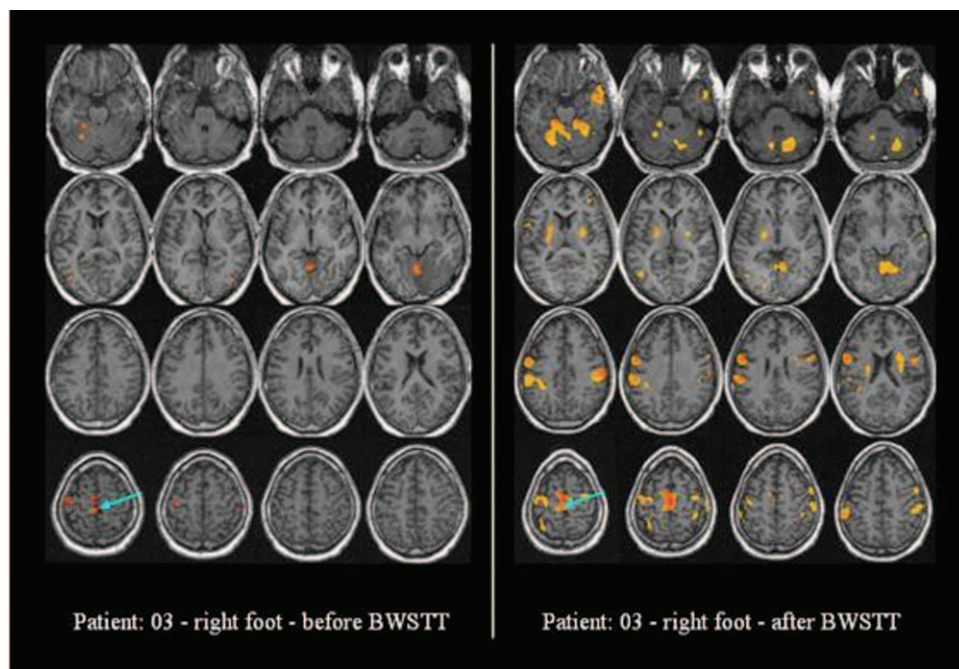 Patient: 03 - right foot - before BWSTT
Patient: 03 - right foot - after BWSTT